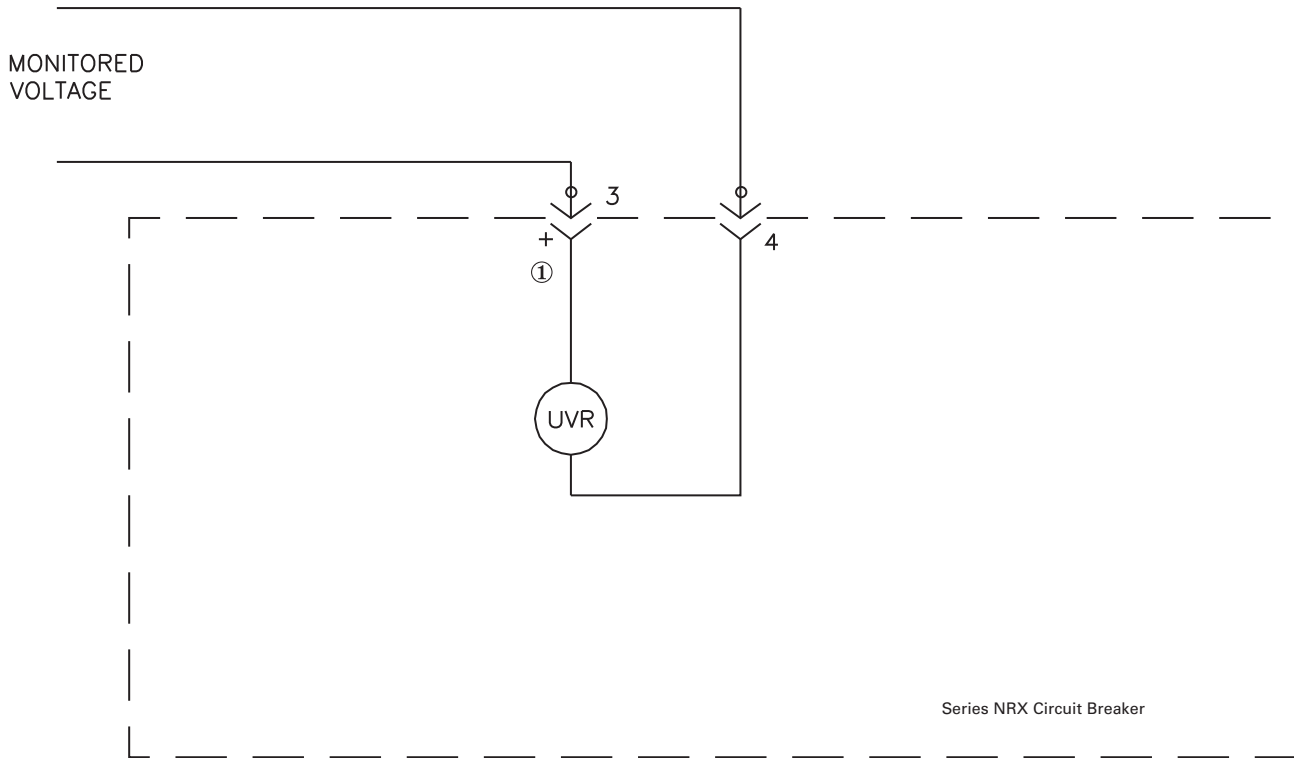 MONITORED
VOLTAGE
3
+
4
①
UVR
Series NRX Circuit Breaker